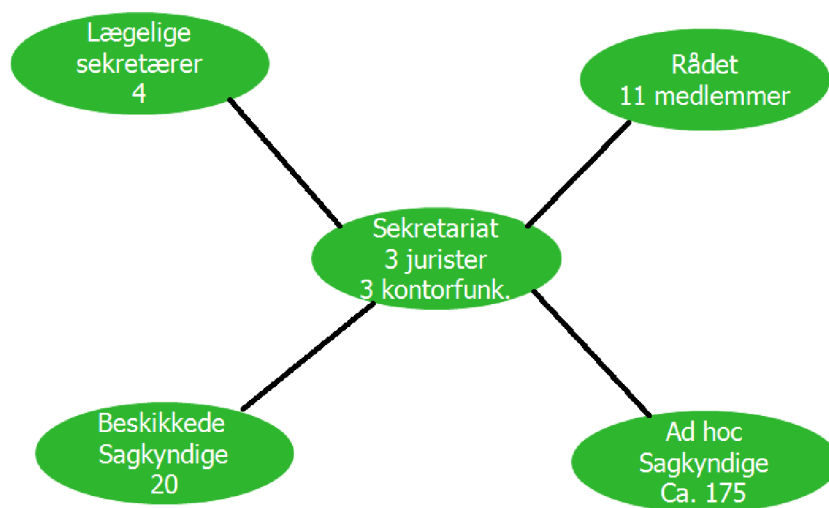 Lægelige
sekretærer
4
Rådet
11 medlemmer
Sekretariat
3 jurister
3 kontorfunk.
Beskikkede
Sagkyndige
20
Ad hoc
Sagkyndige
Ca. 175